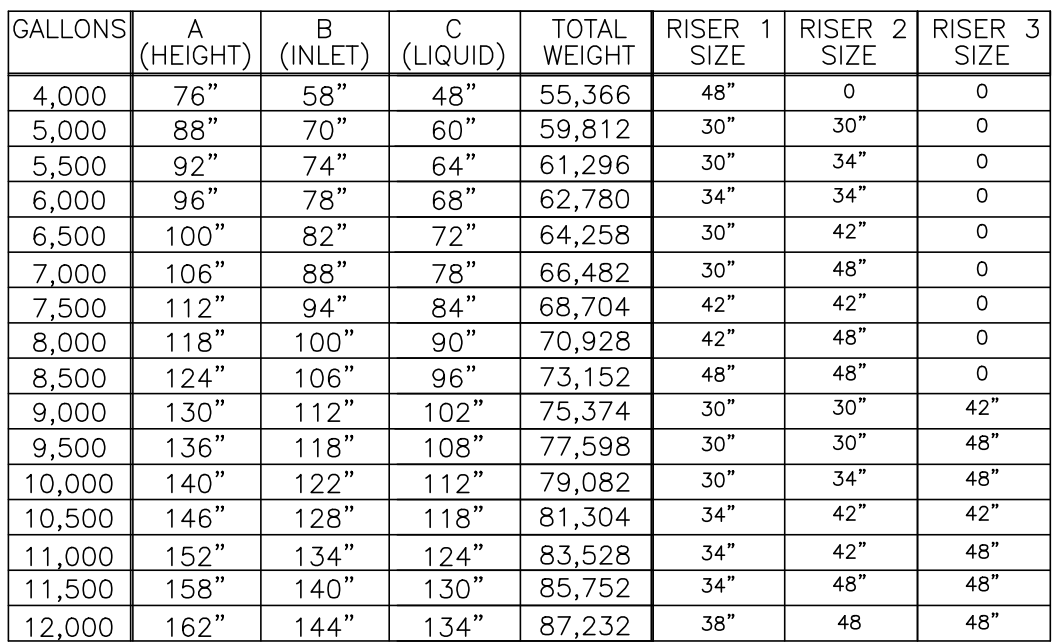 GALLONS A (HEIGHT) B (INLET) C (LIQUID) TOTAL WEIGHT RISER 1 SIZE RISER 2 SIZE RISER 3 SIZE
4,000 76” 58” 48” 55,366 48” 0 0
5,000 88” 70” 60” 59,812 30” 30” 0
5,500 92” 74” 64” 61,296 30” 34” 0
6,000 96” 78” 68” 62,780 34” 34” 0
6,500 100” 82” 72” 64,258 30” 42” 0
7,000 106” 88” 78” 66,482 30” 48” 0
7,500 112” 94” 84” 68,704 42” 42” 0
8,000 118” 100” 90” 70,928 42” 48” 0
8,500 124” 106” 96” 73,152 48” 48” 0
9,000 130” 112” 102” 75,374 30” 30” 42”
9,500 136” 118” 108” 77,598 30” 30” 48”
10,000 140” 122” 112” 79,082 30” 34” 48”
10,500 146” 128” 118” 81,304 34” 42” 42”
11,000 152” 134” 124” 83,528 34” 42” 48”
11,500 158” 140” 130” 85,752 34” 48” 48”
12,000 162” 144” 134” 87,232 38” 48 48”